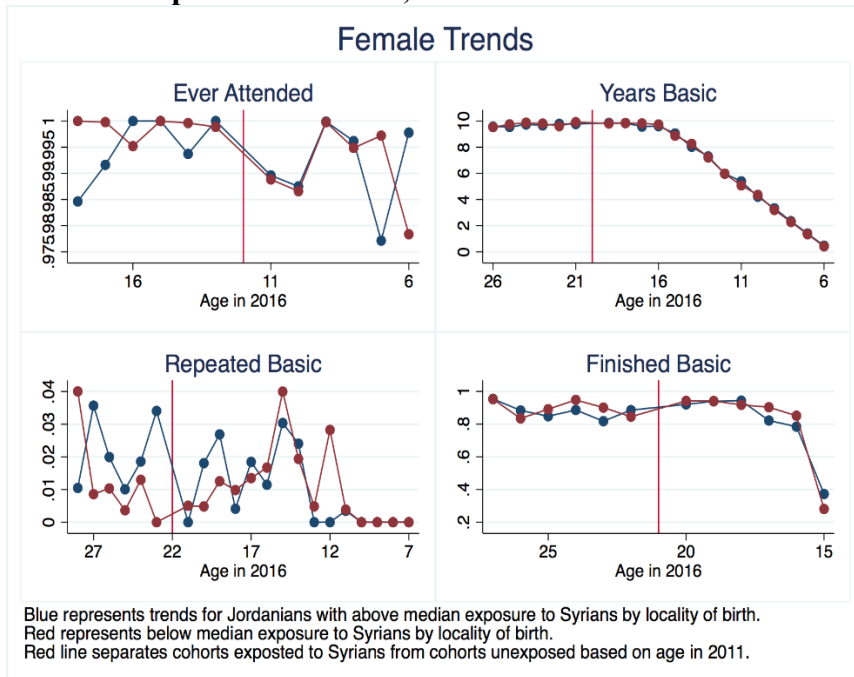 Female Trends
Ever Attended
.975.98.985.99.995 1
16 11 6
Age in 2016
Years Basic
0 2 4 6 8 10
26 21 16 11 6
Age in 2016
Repeated Basic
0 .01 .02 .03 .04
27 22 17 12 7
Age in 2016
Finished Basic
.2 .4 .6 .8 1
25 20 15
Age in 2016
Blue represents trends for Jordanians with above median exposure to Syrians by locality of birth.
Red represents below median exposure to Syrians by locality of birth.
Red line separates cohorts exposted to Syrians from cohorts unexposed based on age in 2011.